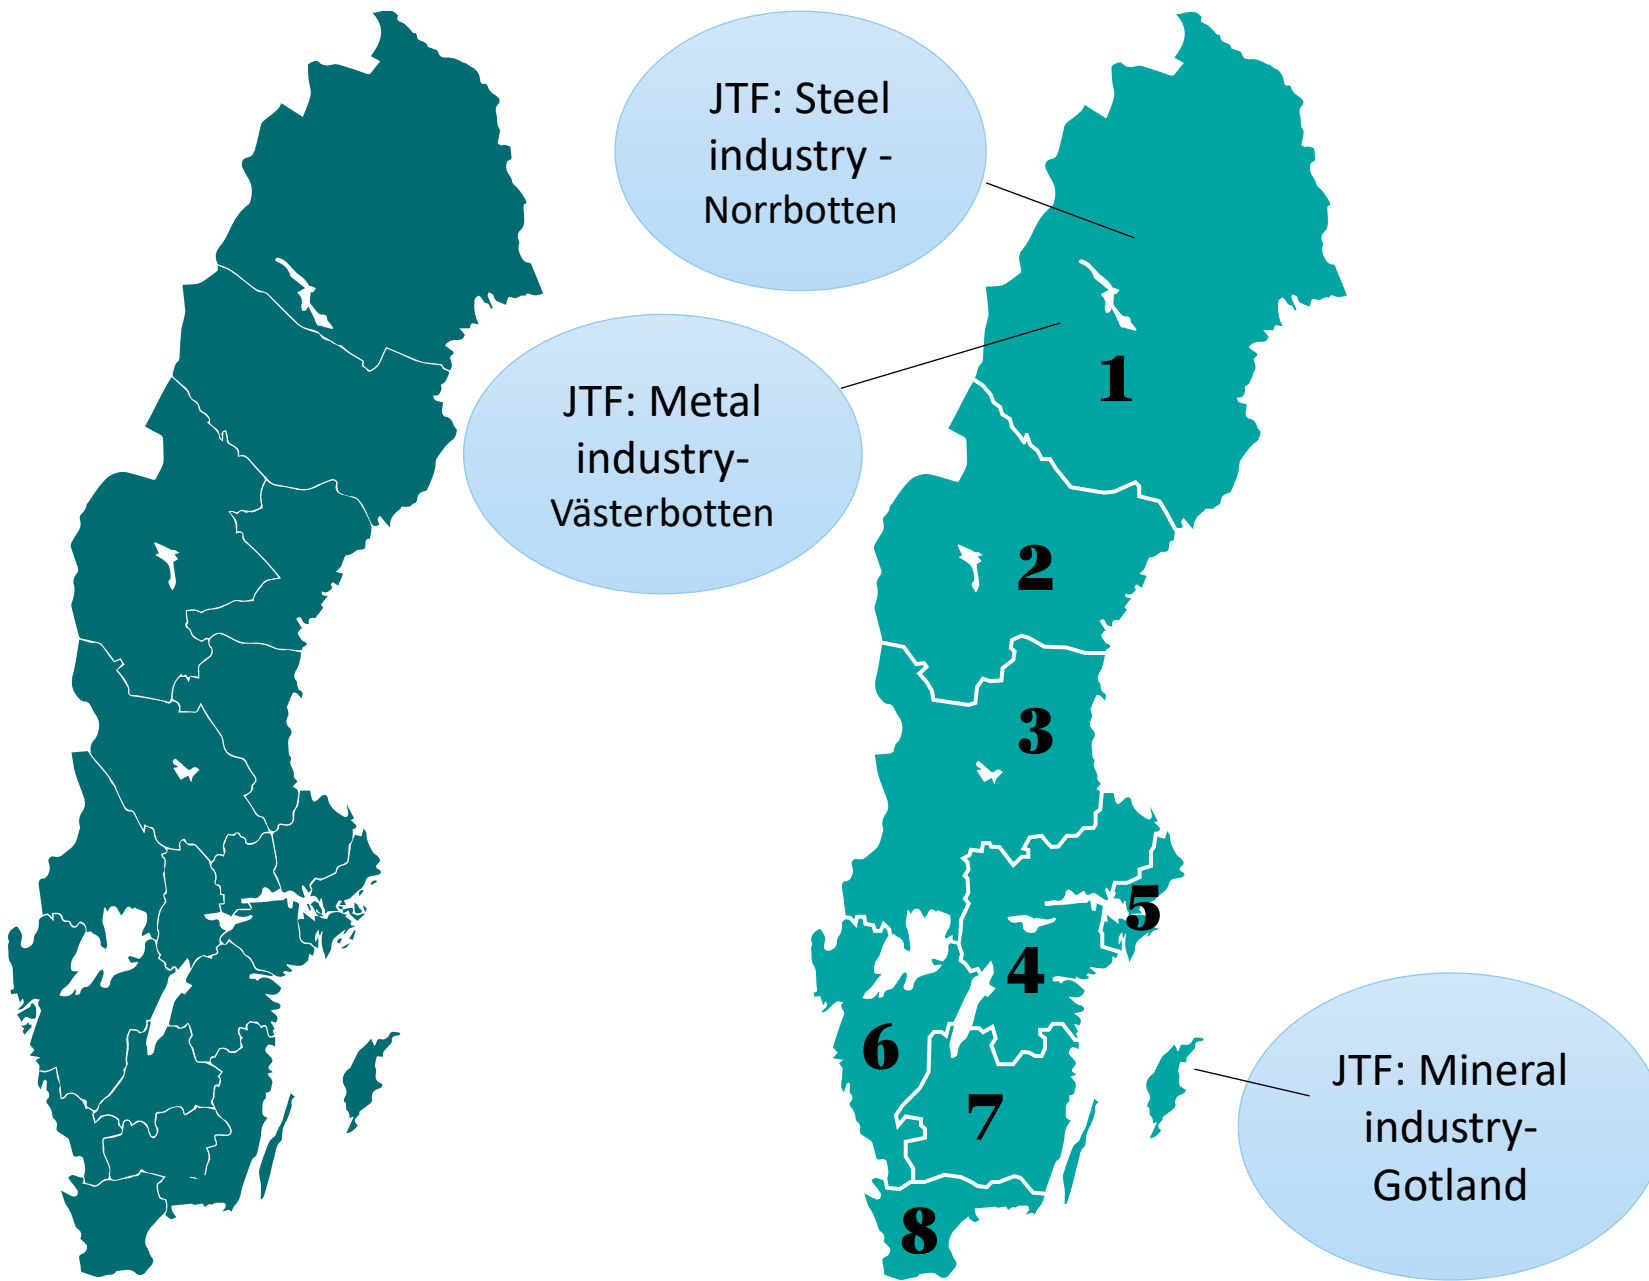 JTF: Steel
industry -
Norrbotten
JTF: Metal
industry-
Västerbotten
1
2
3
5
4
6
7
8
JTF: Mineral
industry-
Gotland